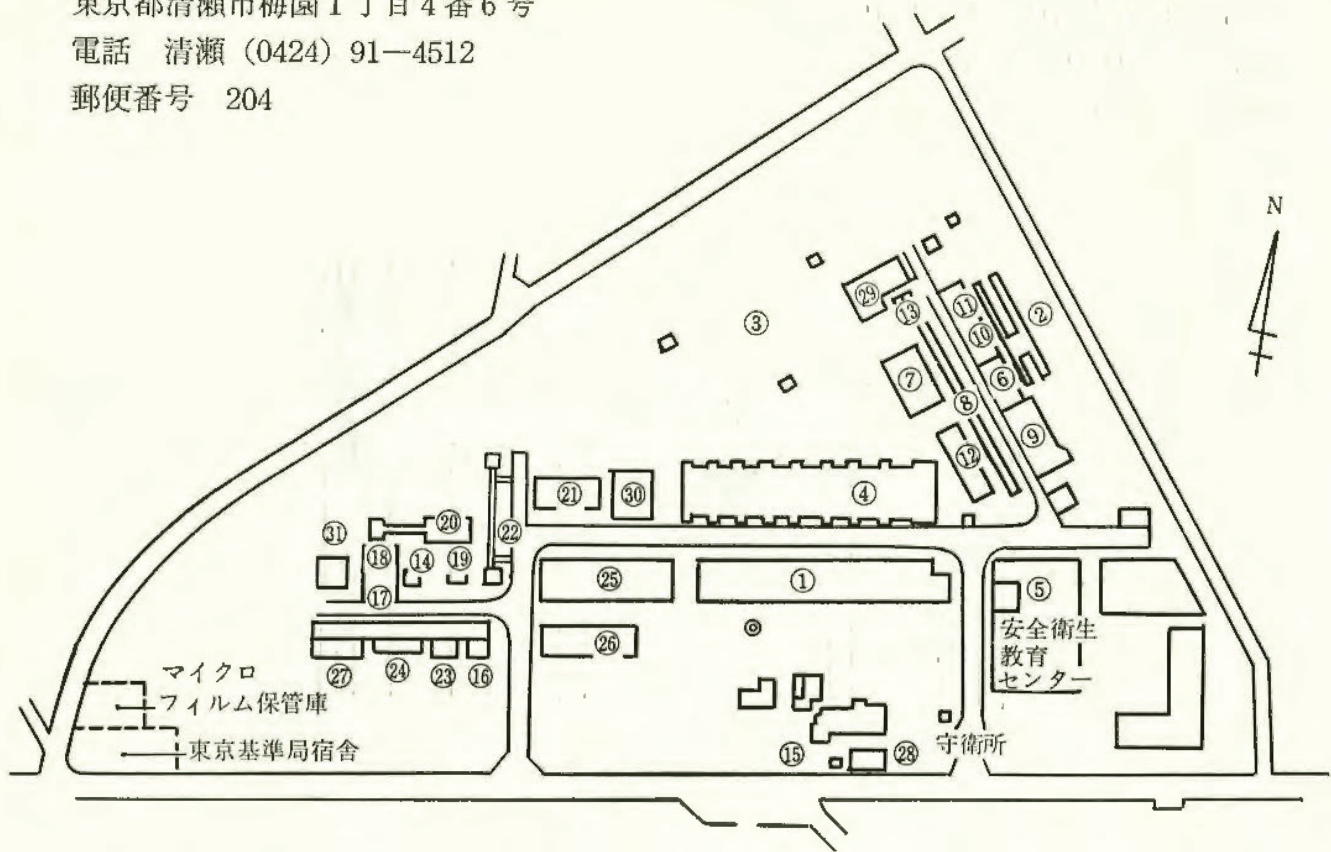 東京都清瀬市梅園1丁目4番6号
電話 清瀬 (0424) 91—4512
郵便番号 204
N
㉙
⑬
⑪
②
③
⑩
⑦
⑥
⑧
⑨
⑫
④
㉑
㉚
㉒
⑳
㉛
⑱
⑭
⑲
⑰
㉕
①
⑤
安全衛生
教育
センター
◎
㉖
㉗
㉔
㉓
⑯
マイクロ
フィルム保管庫
東京基準局宿舎
⑮
㉘
守衛所